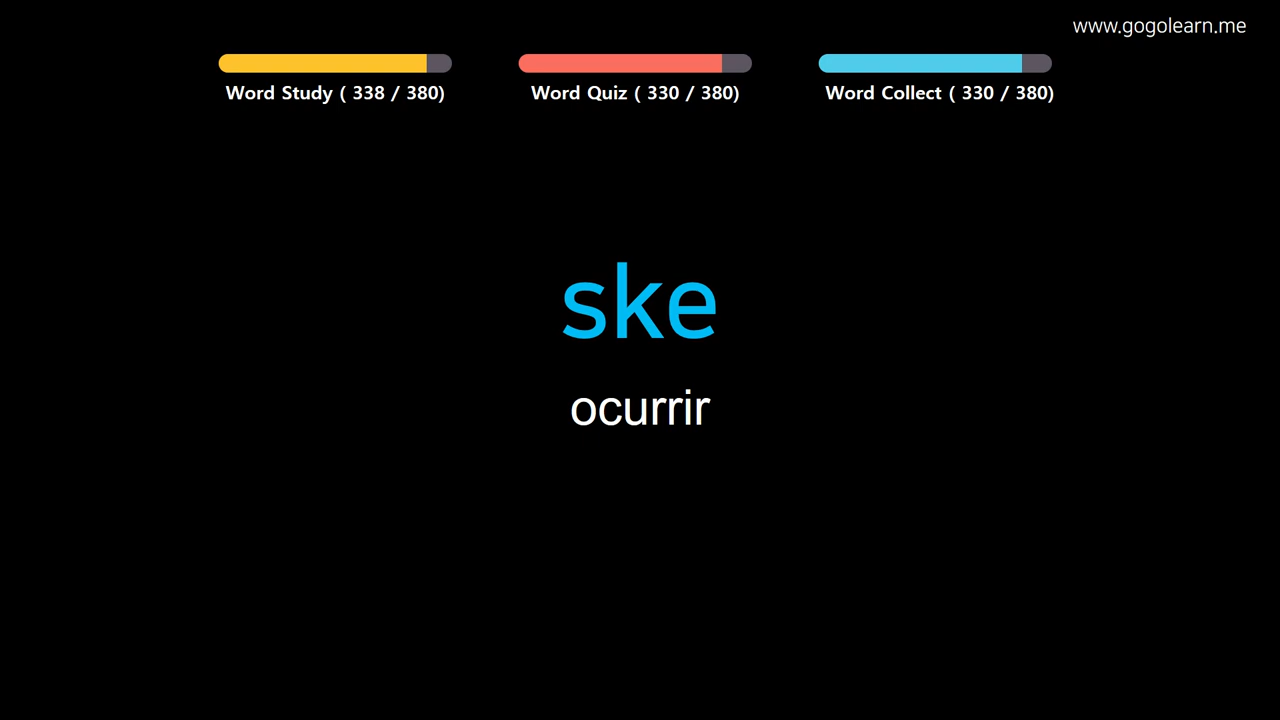 www.gogolearn.me
Word Study ( 338 / 380)
Word Quiz ( 330 / 380)
Word Collect ( 330 / 380)
ske
ocurrir